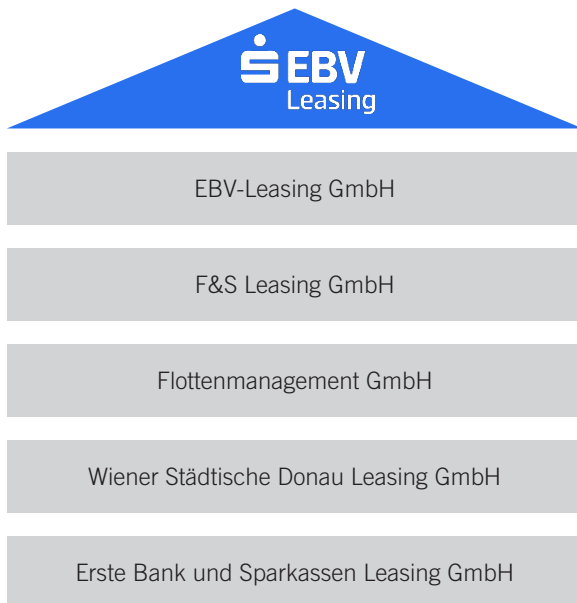 EBV
Leasing
EBV-Leasing GmbH
F&S Leasing GmbH
Flottenmanagement GmbH
Wiener Städtische Donau Leasing GmbH
Erste Bank und Sparkassen Leasing GmbH